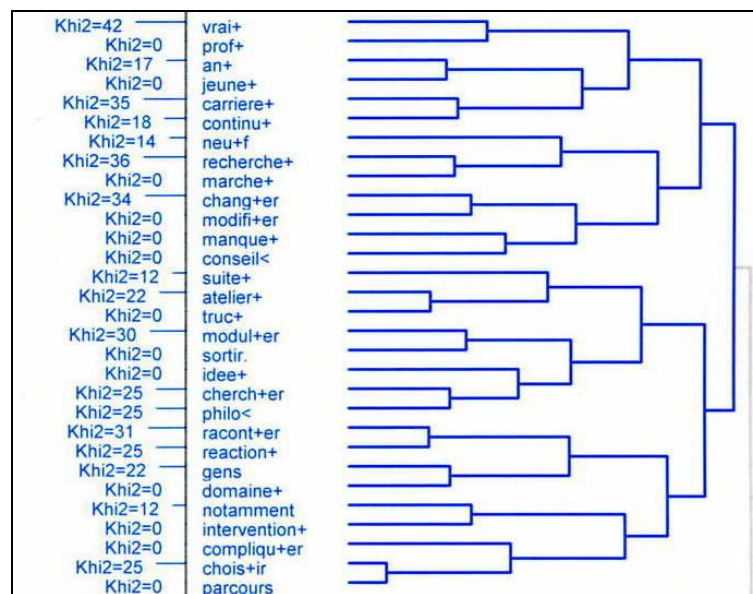 Khi2=42 vrai+
Khi2=0 prof+
Khi2=17 an+
Khi2=0 jeune+
Khi2=35 carriere+
Khi2=18 continu+
Khi2=14 neu+f
Khi2=36 recherche+
Khi2=0 marche+
Khi2=34 chang+er
Khi2=0 modifi+er
Khi2=0 manque+
Khi2=0 conseil<
Khi2=12 suite+
Khi2=22 atelier+
Khi2=0 truc+
Khi2=30 modul+er
Khi2=0 sortir.
Khi2=0 idee+
Khi2=25 cherch+er
Khi2=25 philo<
Khi2=31 racont+er
Khi2=25 reaction+
Khi2=22 gens
Khi2=0 domaine+
Khi2=12 notamment
Khi2=0 intervention+
Khi2=0 compliqu+er
Khi2=25 chois+ir
Khi2=0 parcours